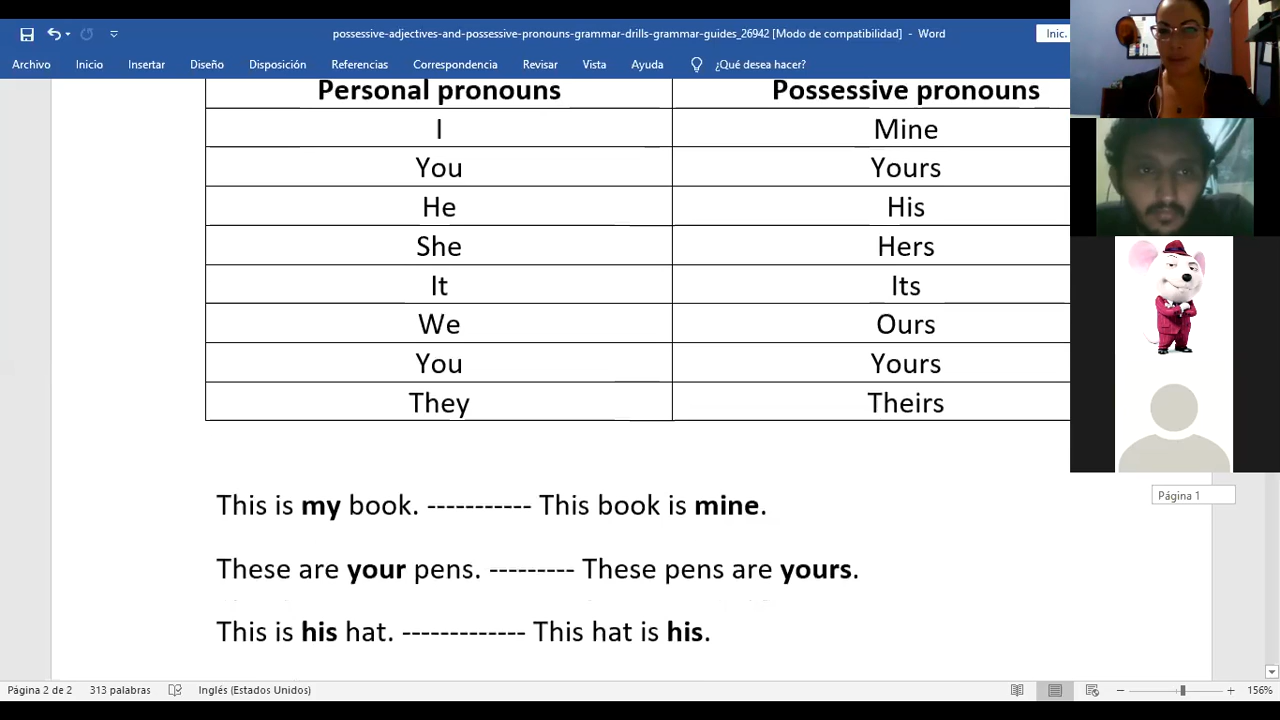 possessive-adjectives-and-possessive-pronouns-grammar-drills-grammar-guides_26942 [Modo de compatibilidad] - Word
Inic.
Archivo Inicio Insertar Diseño Disposición Referencias Correspondencia Revisar Vista Ayuda ¿Qué desea hacer?
Personal pronouns Possessive pronouns
I Mine
You Yours
He His
She Hers
It Its
We Ours
You Yours
They Theirs
Página 1
This is my book. ----------- This book is mine.
These are your pens. --------- These pens are yours.
This is his hat. ------------- This hat is his.
Página 2 de 2 313 palabras Inglés (Estados Unidos) 156%